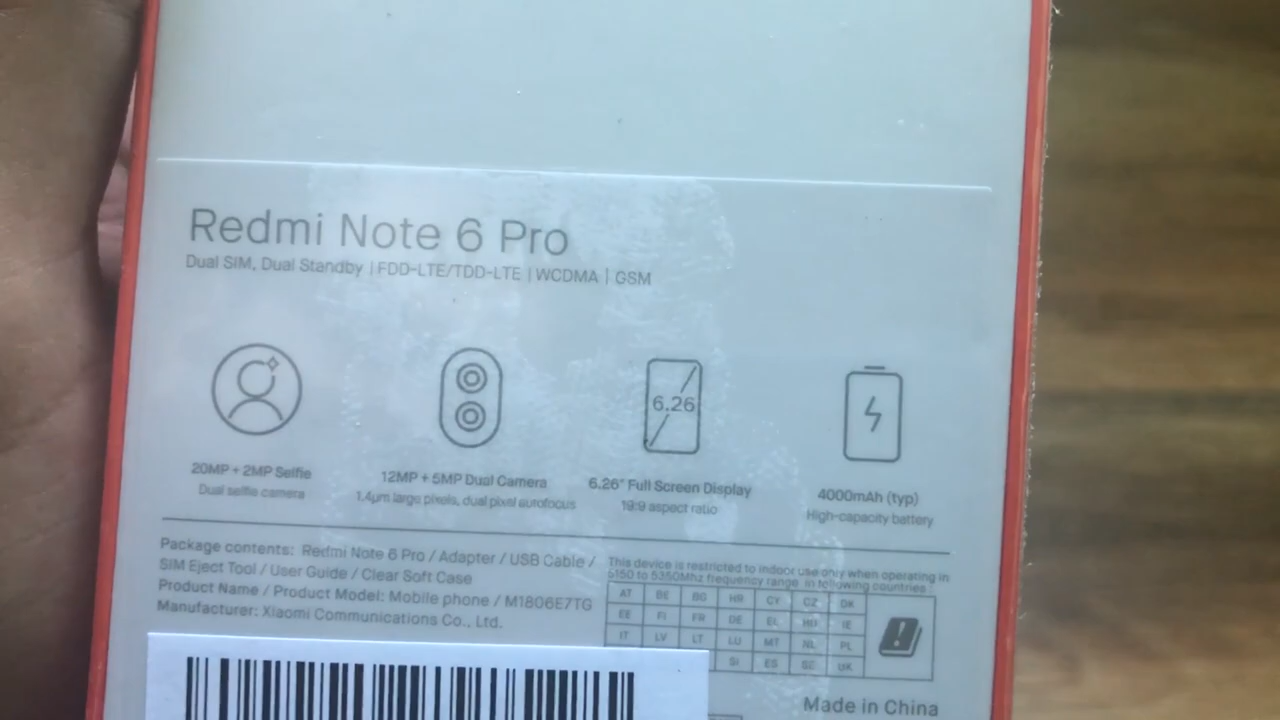 Redmi Note 6 Pro
Dual SIM, Dual Standby | FDD-LTE/TDD-LTE | WCDMA | GSM
6.26
20MP + 2MP Selfie
Dual selfie camera
12MP + 5MP Dual Camera
1.4µm large pixels, dual pixel autofocus
6.26" Full Screen Display
19:9 aspect ratio
4000mAh (typ)
High-capacity battery
Package contents: Redmi Note 6 Pro / Adapter / USB Cable /
SIM Eject Tool / User Guide / Clear Soft Case
Product Name / Product Model: Mobile phone / M1806E7TG
Manufacturer: Xiaomi Communications Co., Ltd.
This device is restricted to indoor use only when operating in
5150 to 5350Mhz frequency range in following countries:
AT BE BG HR CY CZ DK
EE FI FR DE EL HU IE
IT LV LT LU MT NL PL
SI ES SE UK
Made in China